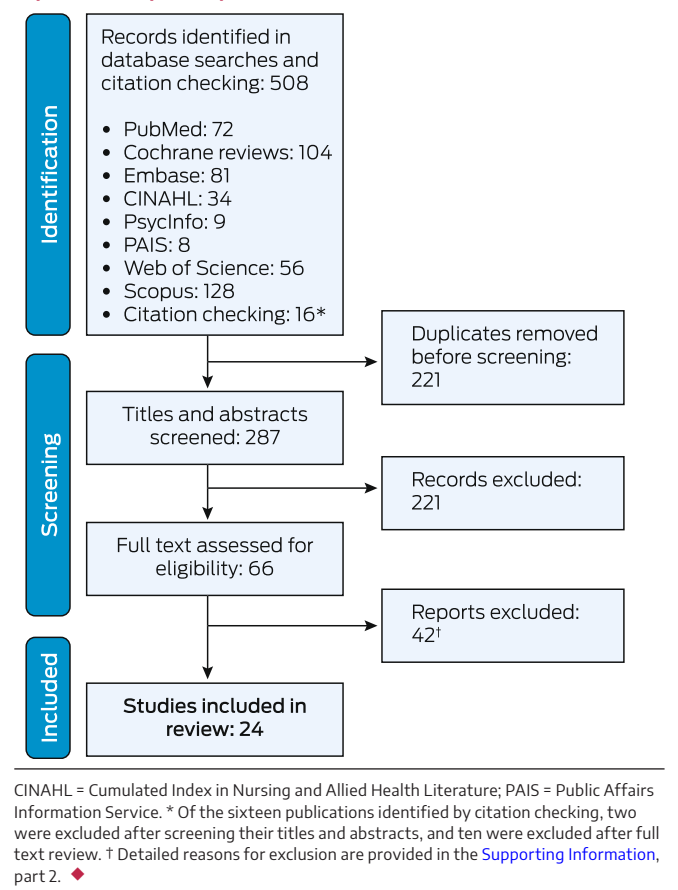 Identification
Records identified in
database searches and
citation checking: 508
• PubMed: 72
• Cochrane reviews: 104
• Embase: 81
• CINAHL: 34
• PsycInfo: 9
• PAIS: 8
• Web of Science: 56
• Scopus: 128
• Citation checking: 16*
Duplicates removed
before screening:
221
Screening
Titles and abstracts
screened: 287
Records excluded:
221
Full text assessed for
eligibility: 66
Reports excluded:
42†
Included
Studies included in
review: 24
CINAHL = Cumulated Index in Nursing and Allied Health Literature; PAIS = Public Affairs
Information Service. * Of the sixteen publications identified by citation checking, two
were excluded after screening their titles and abstracts, and ten were excluded after full
text review. † Detailed reasons for exclusion are provided in the Supporting Information,
part 2. ◆